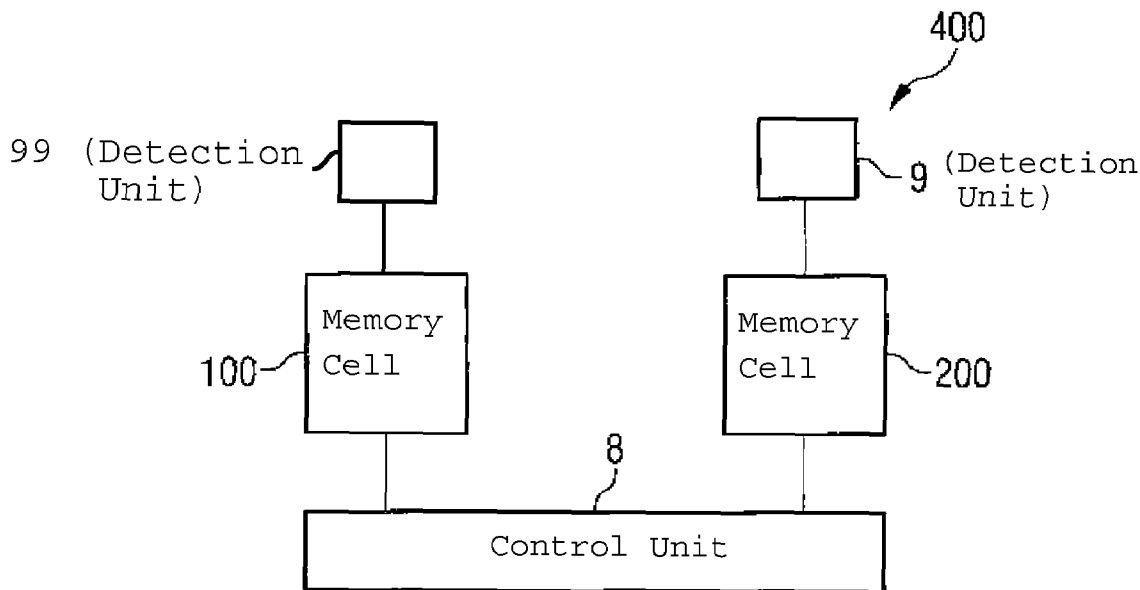 400
99 (Detection
Unit)
9 (Detection
Unit)
Memory
Cell
100
Memory
Cell
200
8
Control Unit